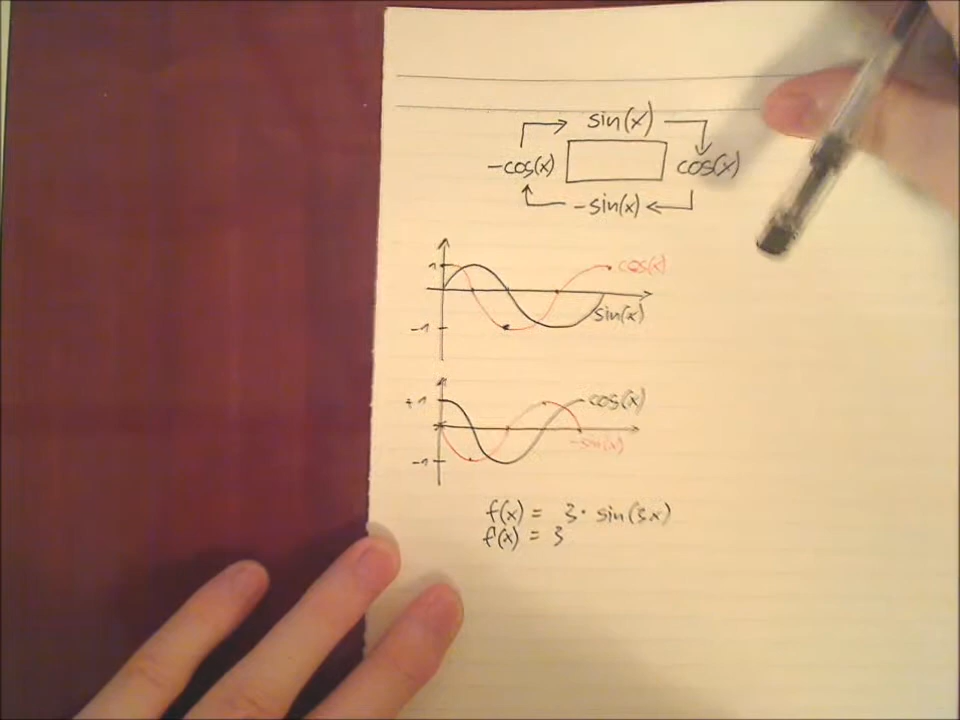 sin(x)
-cos(x) cos(x)
-sin(x)
1 cos(x)
-1 sin(x)
+1 cos(x)
-sin(x)
-1
f(x) = 3 · sin(3x)
f(x) = 3